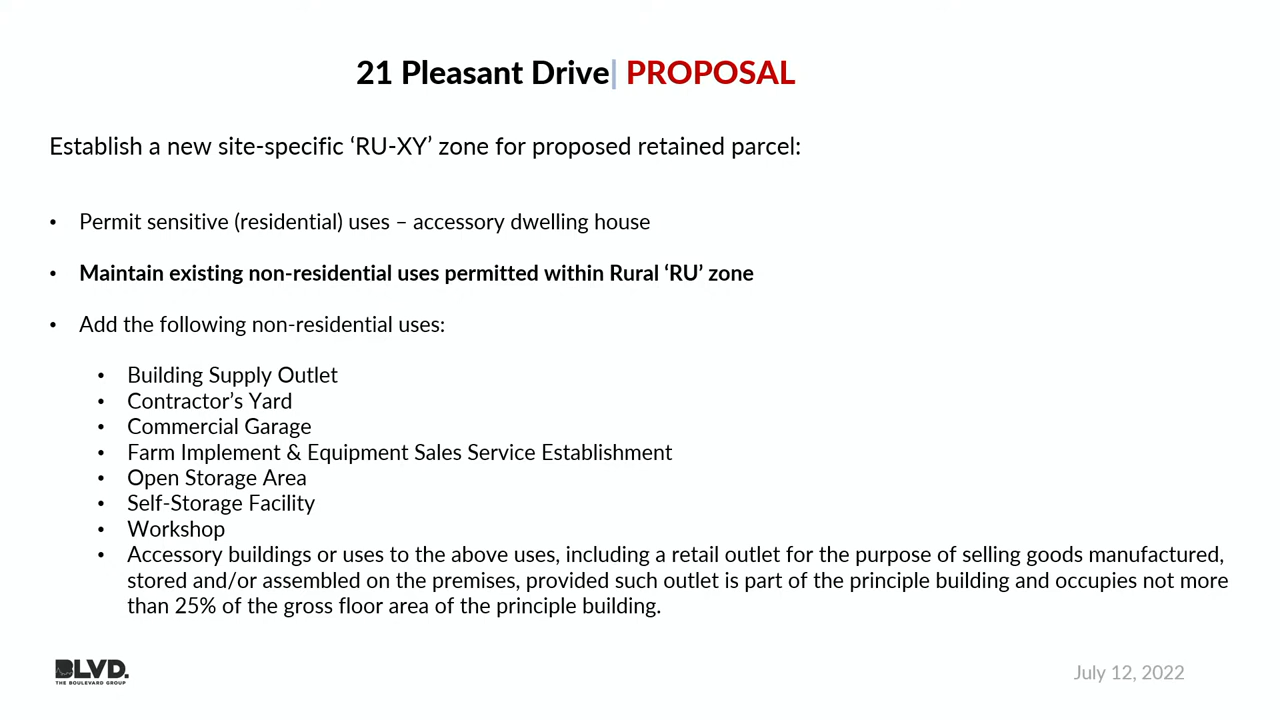 21 Pleasant Drive| PROPOSAL
Establish a new site-specific ‘RU-XY’ zone for proposed retained parcel:
• Permit sensitive (residential) uses – accessory dwelling house
• Maintain existing non-residential uses permitted within Rural ‘RU’ zone
• Add the following non-residential uses:
• Building Supply Outlet
• Contractor’s Yard
• Commercial Garage
• Farm Implement & Equipment Sales Service Establishment
• Open Storage Area
• Self-Storage Facility
• Workshop
• Accessory buildings or uses to the above uses, including a retail outlet for the purpose of selling goods manufactured,
stored and/or assembled on the premises, provided such outlet is part of the principle building and occupies not more
than 25% of the gross floor area of the principle building.
BLVD.
THE BOULEVARD GROUP
July 12, 2022